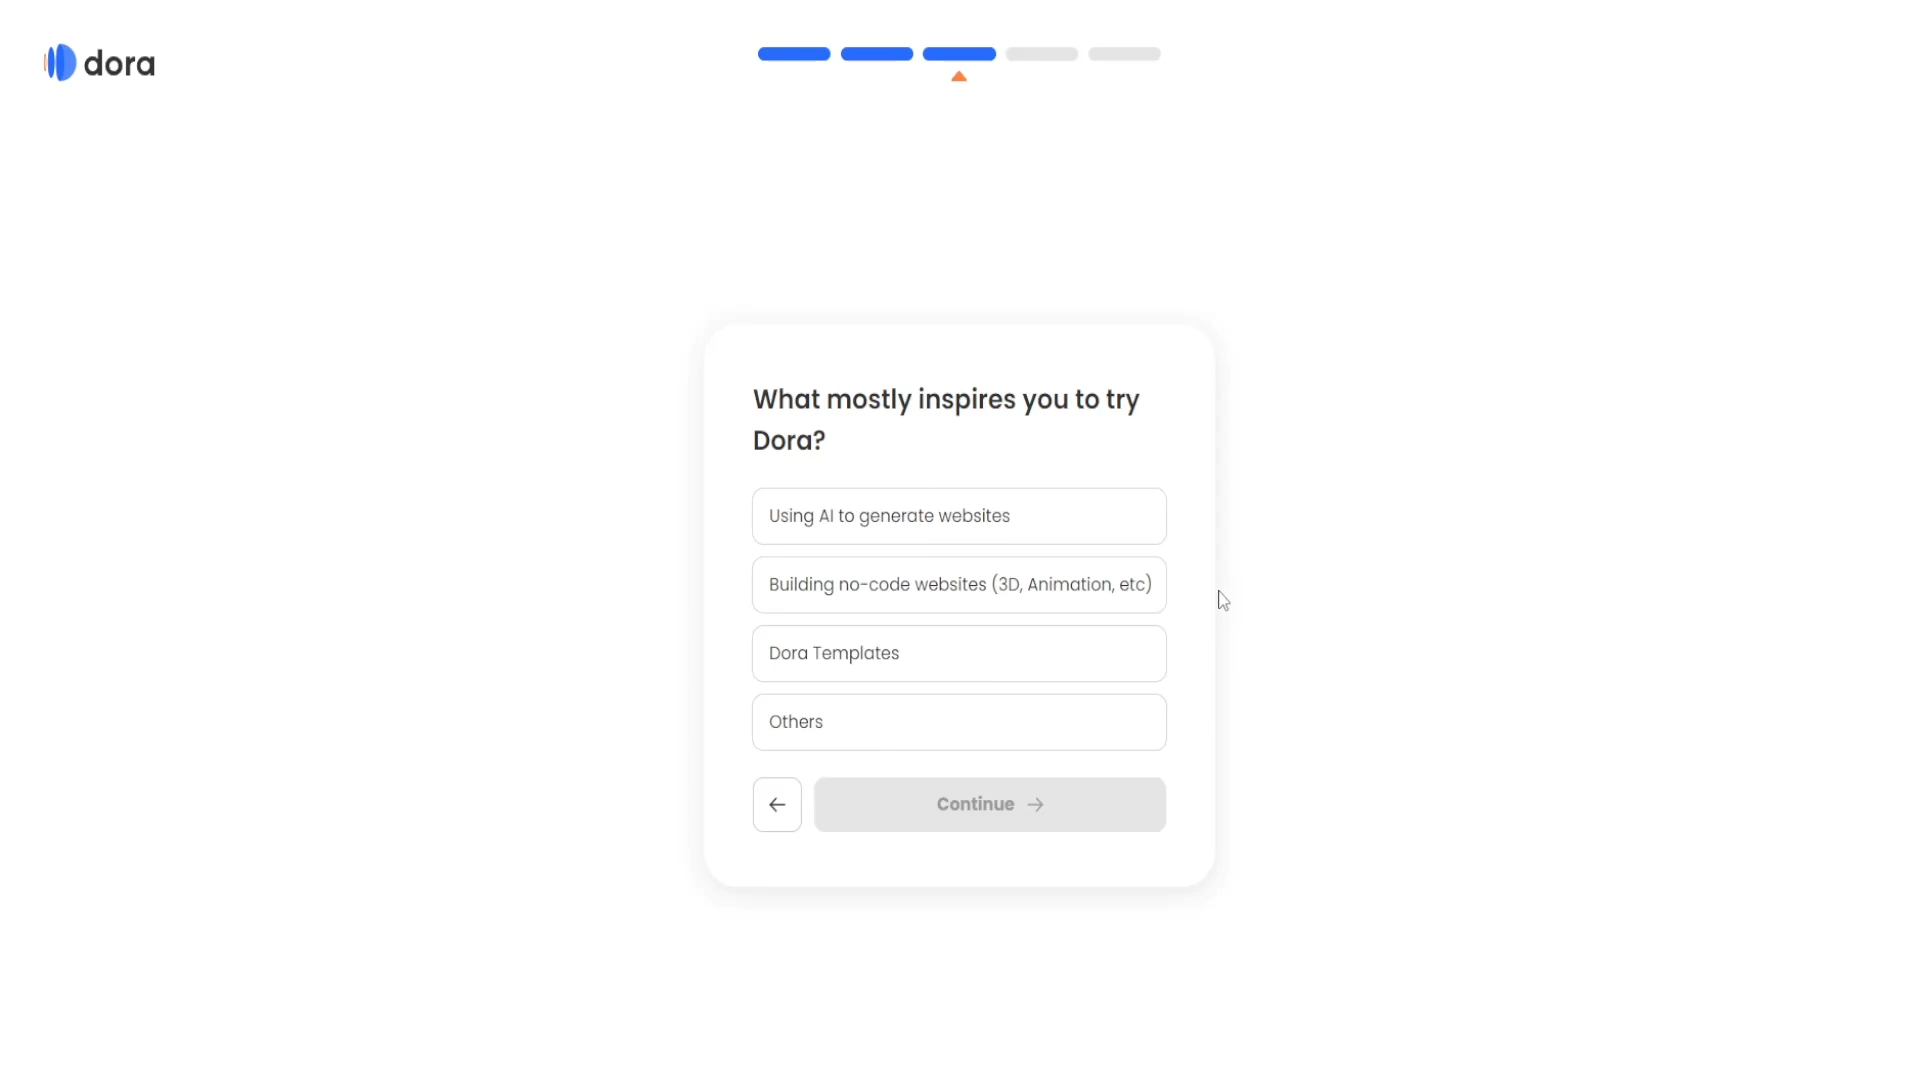 dora
What mostly inspires you to try
Dora?
Using AI to generate websites
Building no-code websites (3D, Animation, etc)
Dora Templates
Others
Continue